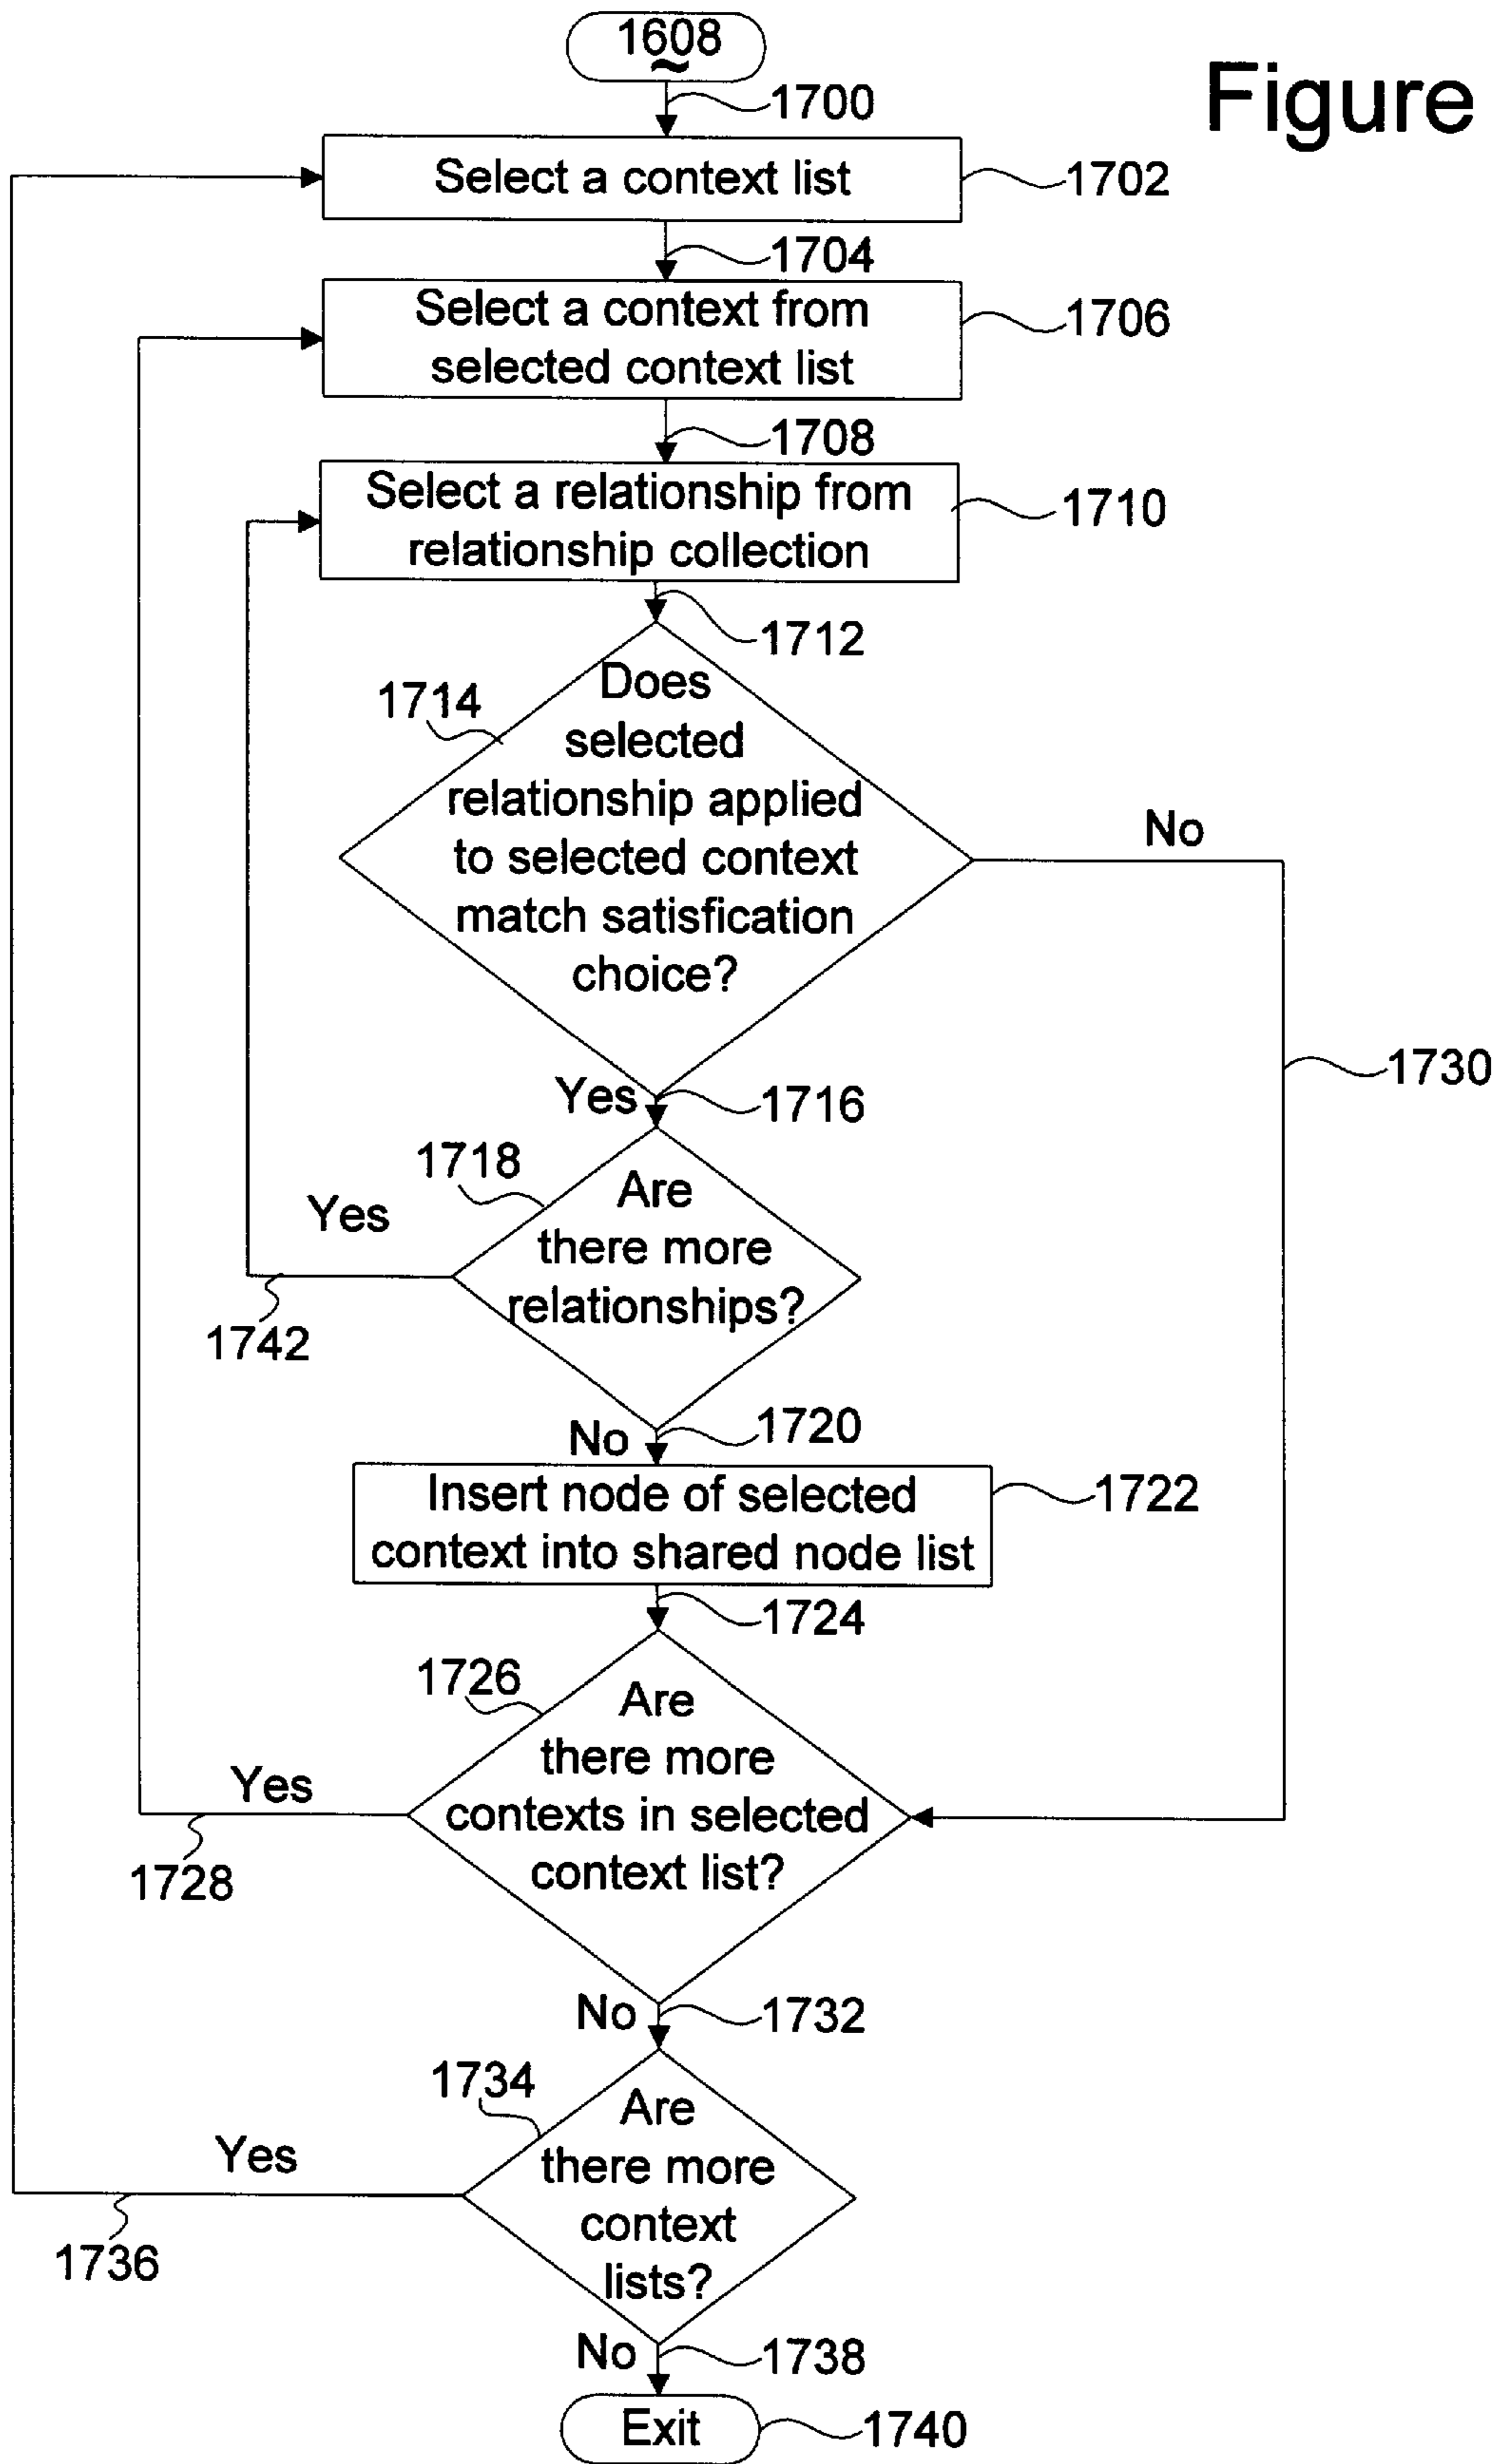 1608
Figure
1700
Select a context list
1702
1704
Select a context from
selected context list
1706
1708
Select a relationship from
relationship collection
1710
1712
1714
Does
selected
relationship applied
to selected context
match satisfication
choice?
No
1730
Yes
1716
1718
Are
there more
relationships?
Yes
1742
No
1720
Insert node of selected
context into shared node list
1722
1724
1726
Are
there more
contexts in selected
context list?
Yes
1728
No
1732
1734
Are
there more
context
lists?
Yes
1736
No
1738
Exit
1740